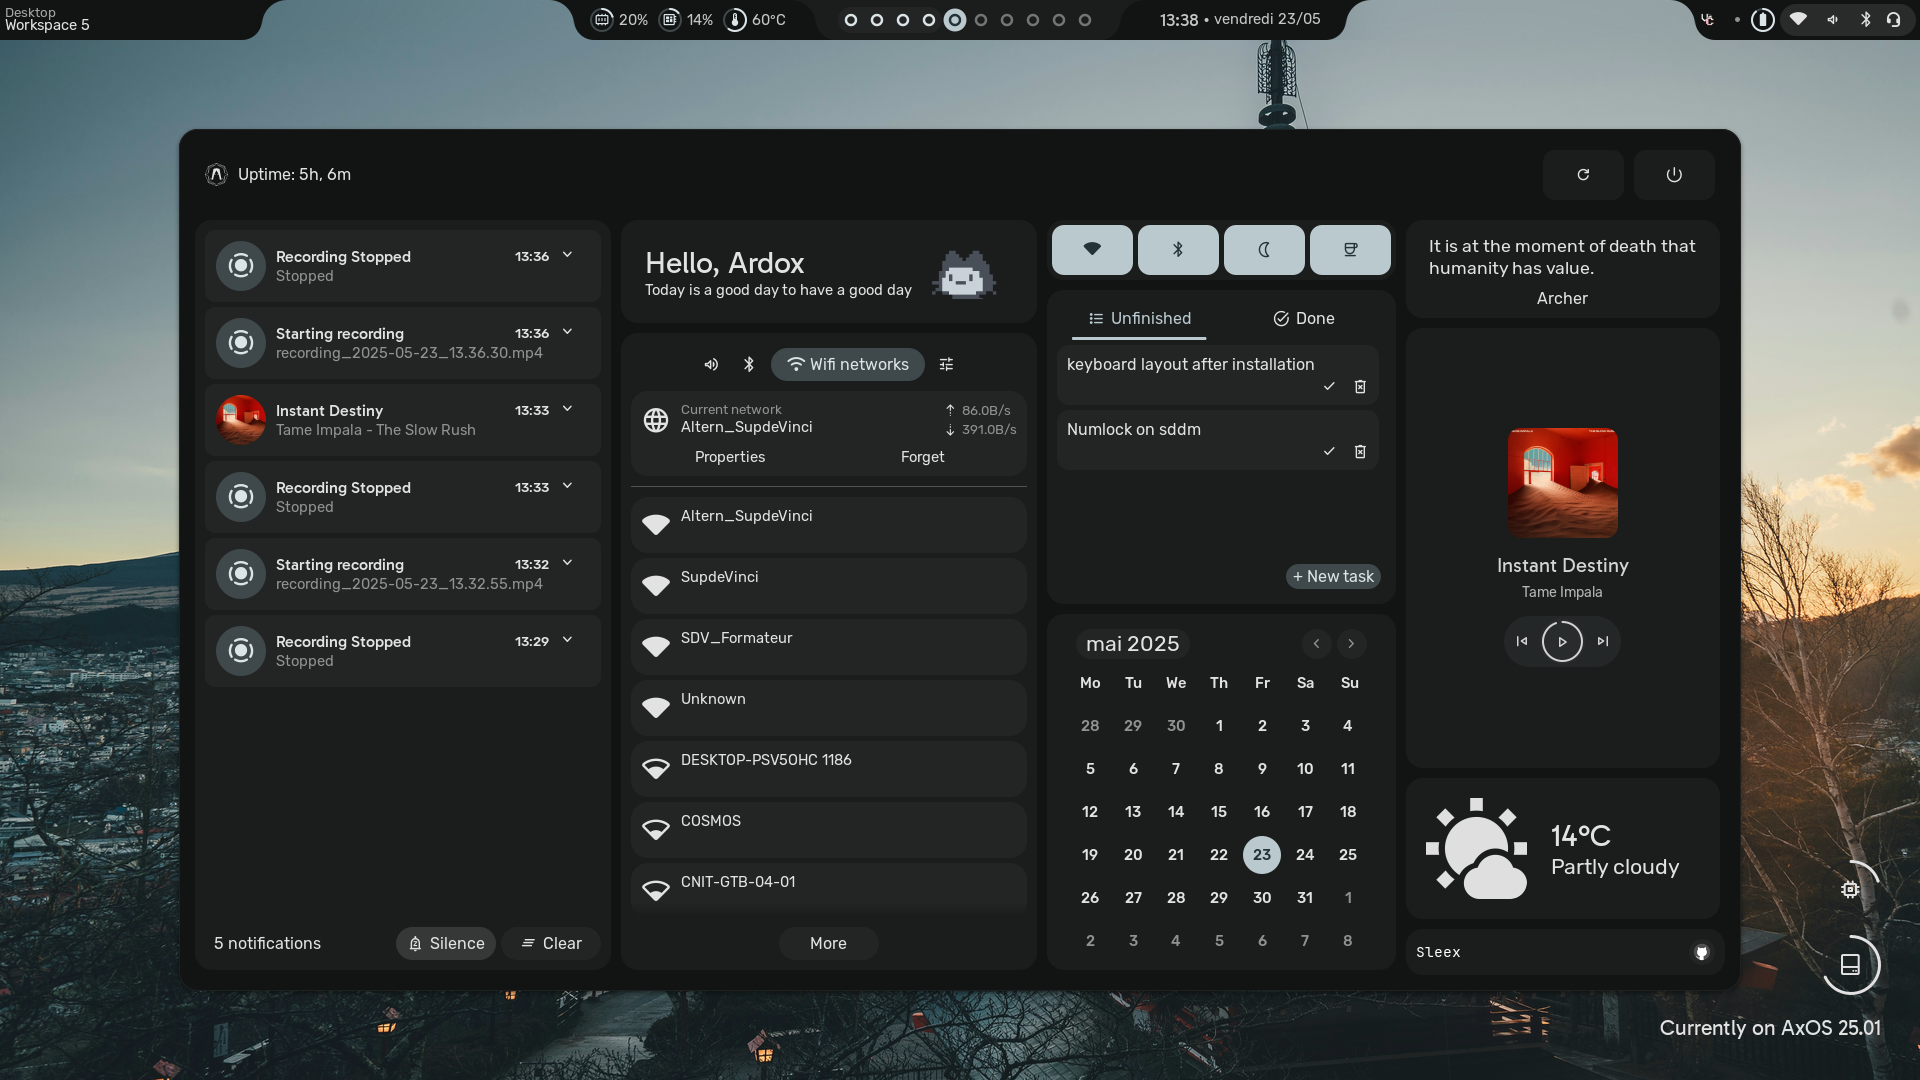 Desktop
Workspace 5
20%
14%
60°C
13:38 • vendredi 23/05
Uptime: 5h, 6m
Recording Stopped
13:36
Stopped
Starting recording
13:36
recording_2025-05-23_13.36.30.mp4
Instant Destiny
13:33
Tame Impala - The Slow Rush
Recording Stopped
13:33
Stopped
Starting recording
13:32
recording_2025-05-23_13.32.55.mp4
Recording Stopped
13:29
Stopped
5 notifications
Silence
Clear
Hello, Ardox
Today is a good day to have a good day
Wifi networks
Current network
Altern_SupdeVinci
86.0B/s
391.0B/s
Properties
Forget
Altern_SupdeVinci
SupdeVinci
SDV_Formateur
Unknown
DESKTOP-PSV5OHC 1186
COSMOS
CNIT-GTB-04-01
More
Unfinished
Done
keyboard layout after installation
Numlock on sddm
+ New task
mai 2025
Mo Tu We Th Fr Sa Su
28 29 30 1 2 3 4
5 6 7 8 9 10 11
12 13 14 15 16 17 18
19 20 21 22 23 24 25
26 27 28 29 30 31 1
2 3 4 5 6 7 8
It is at the moment of death that
humanity has value.
Archer
Instant Destiny
Tame Impala
14°C
Partly cloudy
Sleex
Currently on AxOS 25.01